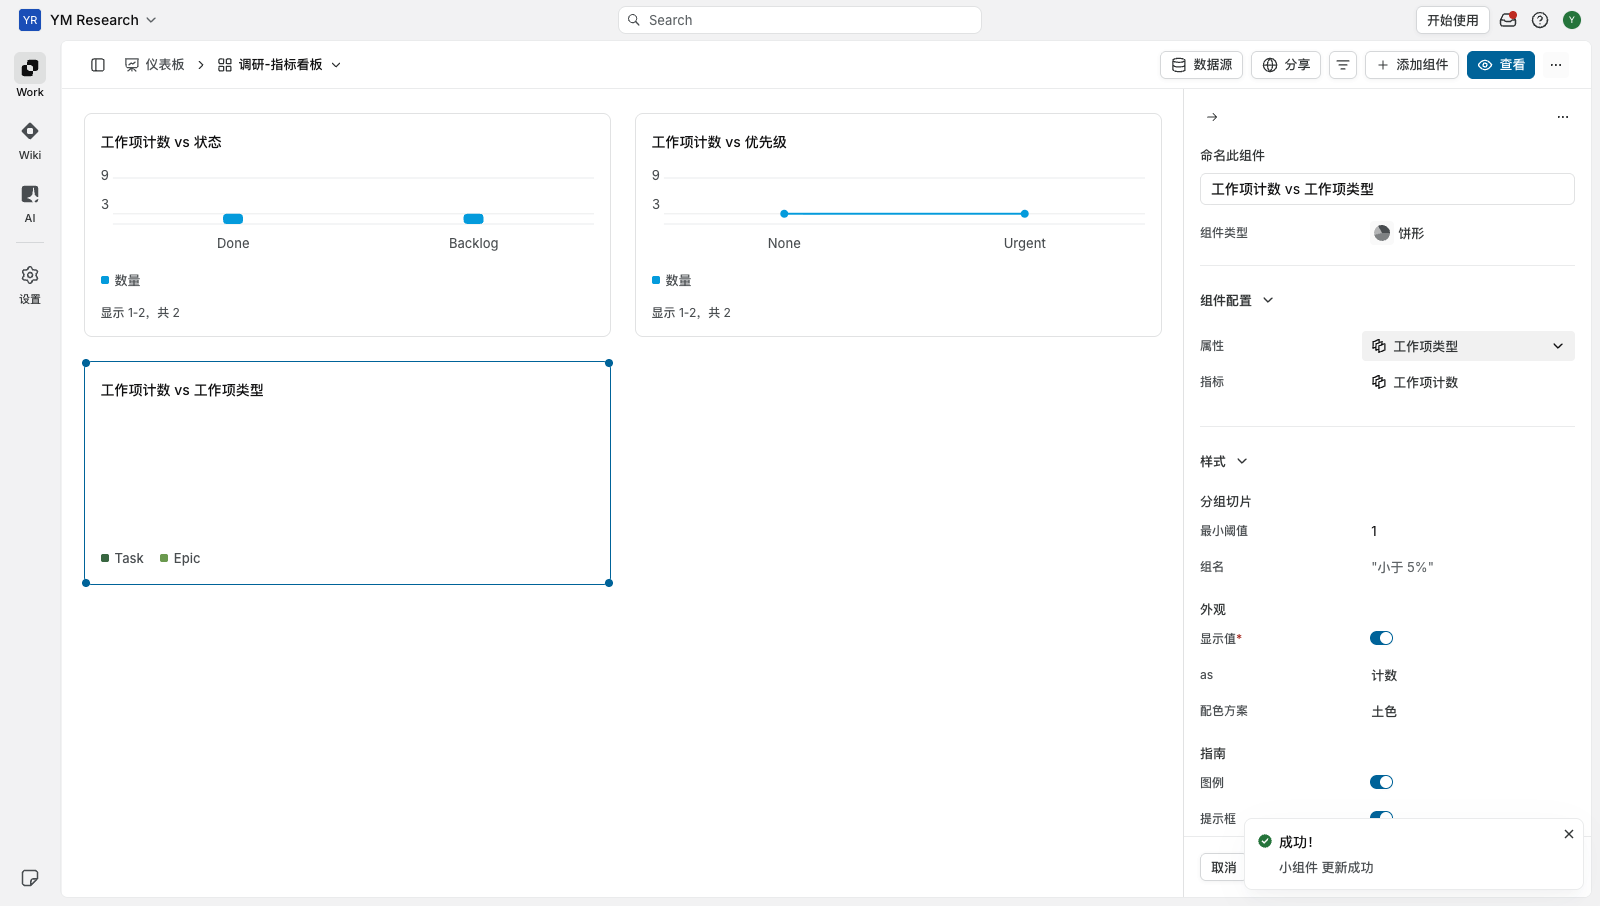 YR YM Research
Search
开始使用
Y
Work
Wiki
AI
设置
仪表板
调研-指标看板
数据源
分享
添加组件
查看
工作项计数 vs 状态
9
3
Done
Backlog
数量
显示 1-2，共 2
工作项计数 vs 优先级
9
3
None
Urgent
数量
显示 1-2，共 2
工作项计数 vs 工作项类型
Task
Epic
命名此组件
工作项计数 vs 工作项类型
组件类型
饼形
组件配置
属性
工作项类型
指标
工作项计数
样式
分组切片
最小阈值
1
组名
"小于 5%"
外观
显示值*
as
计数
配色方案
土色
指南
图例
提示框
取消
成功!
小组件 更新成功